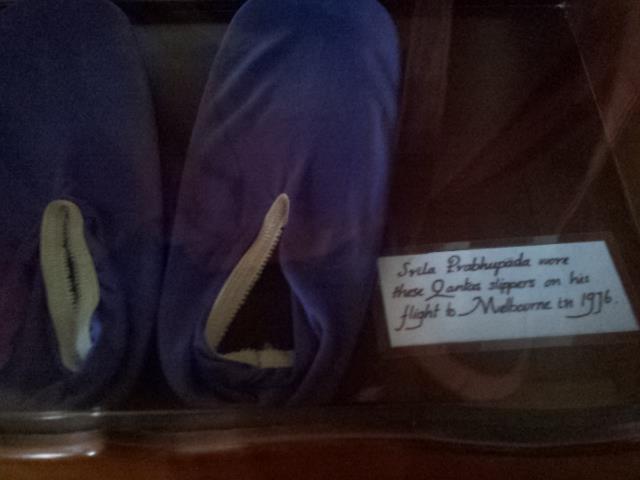 Srila Prabhupada wore
these Qantas slippers on his
flight to Melbourne in 1976.